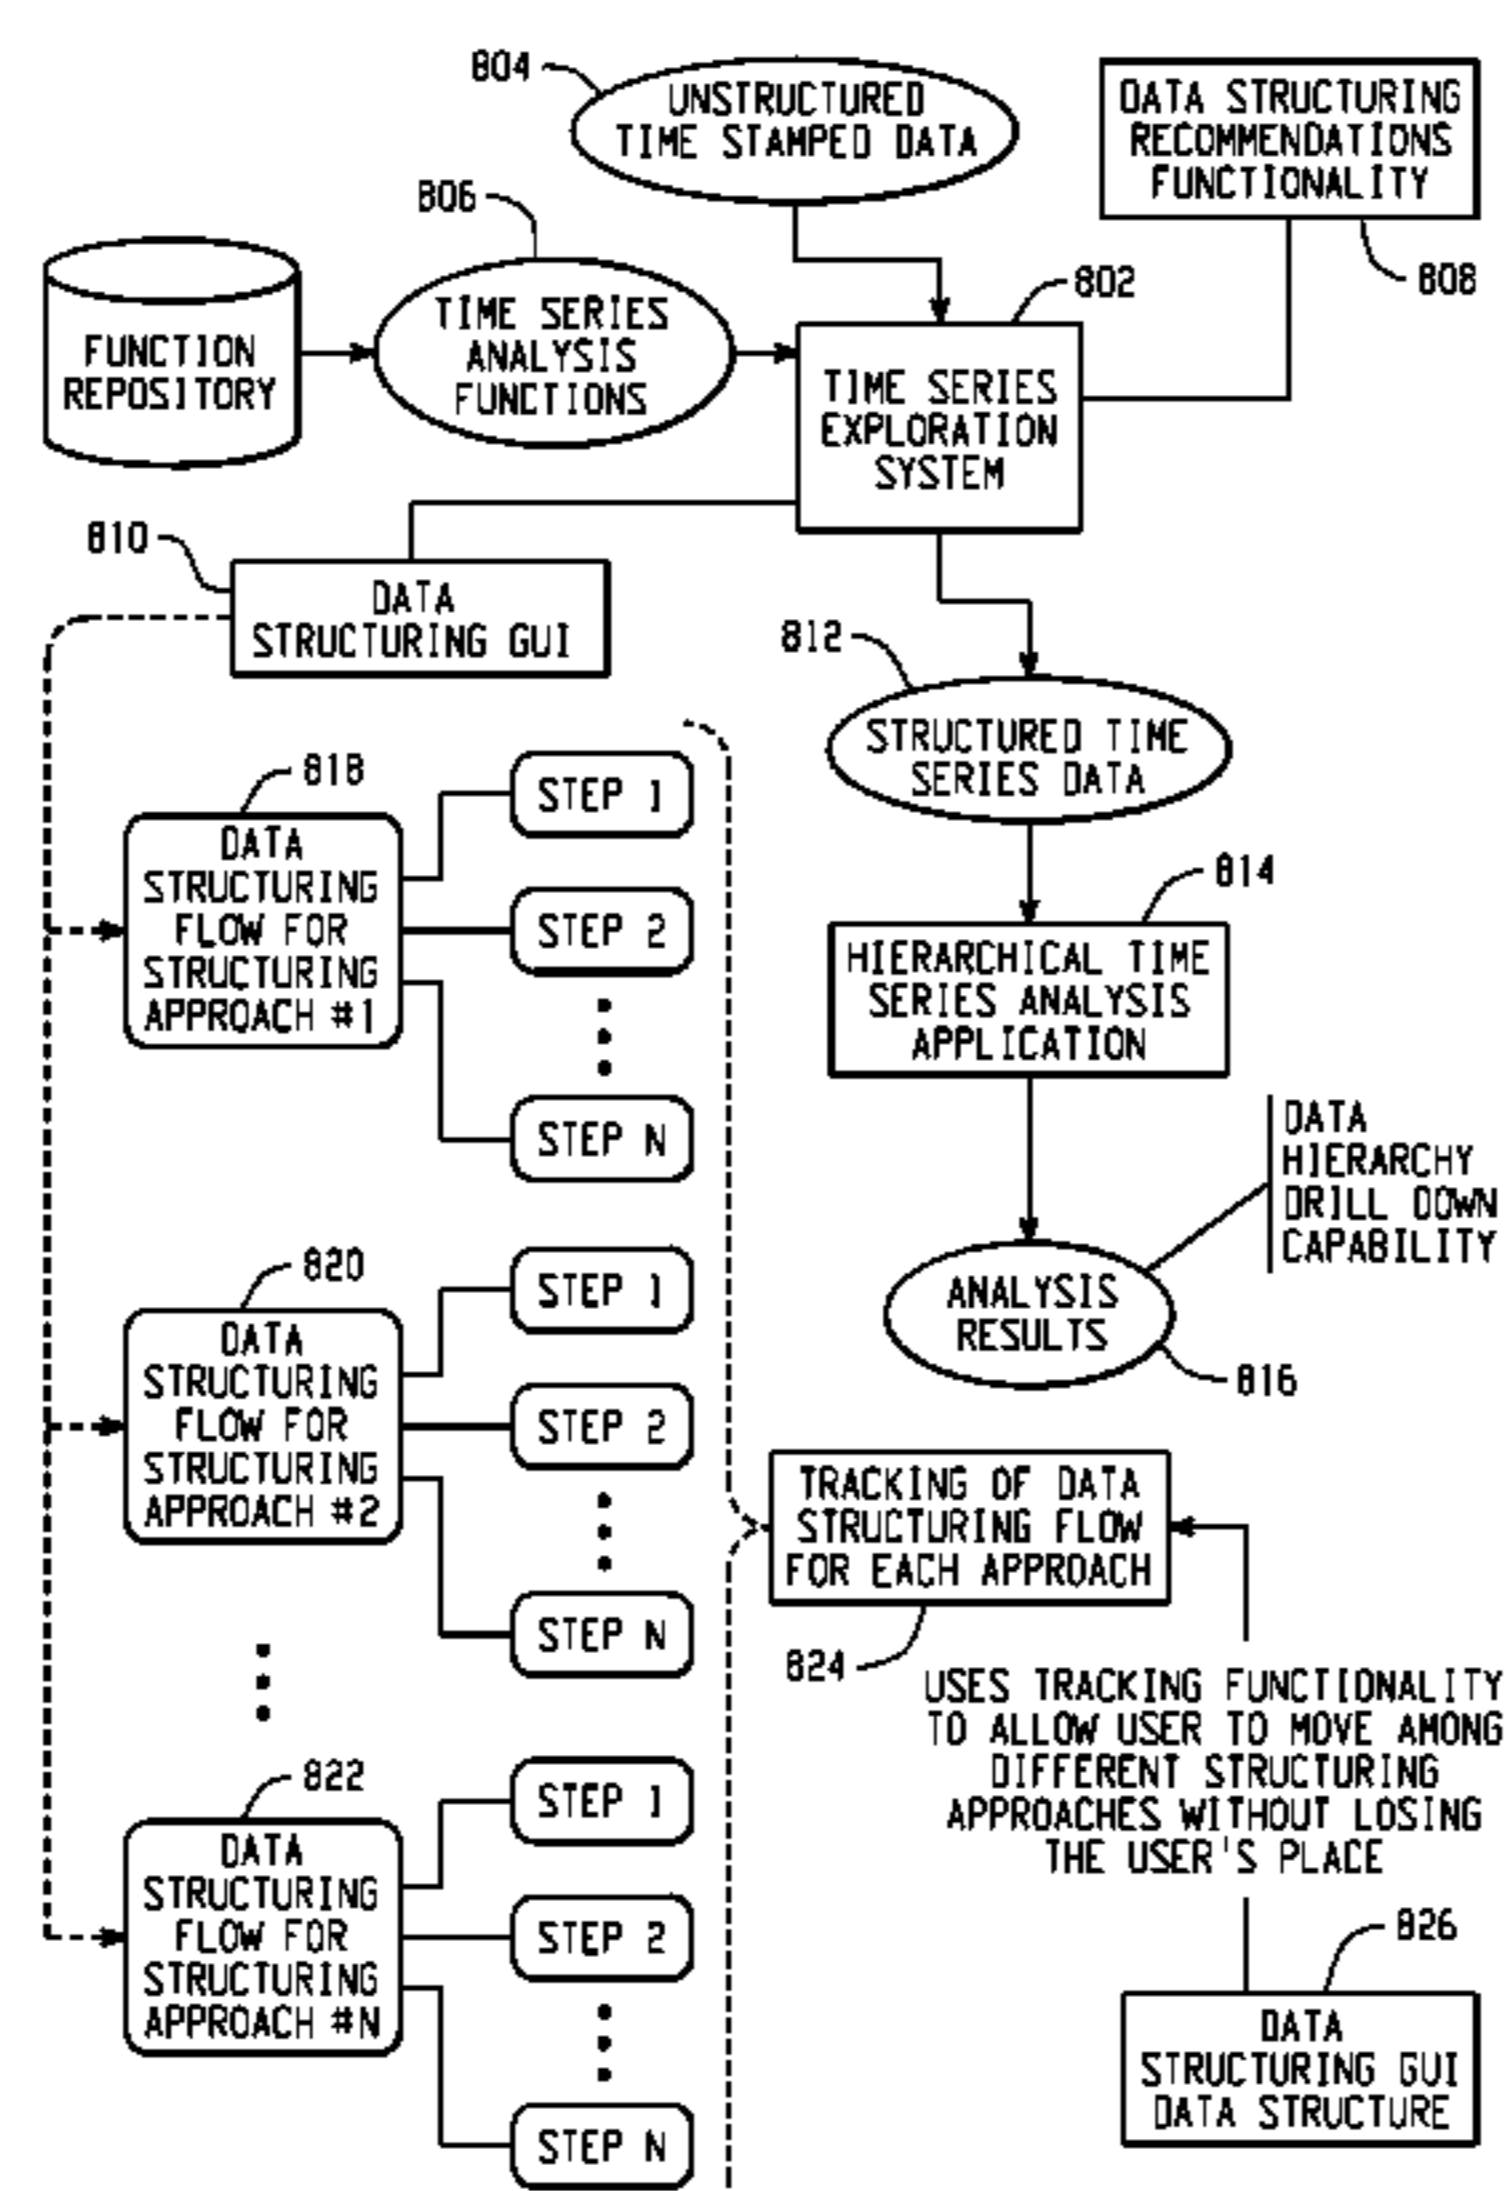 804
UNSTRUCTURED
TIME STAMPED DATA
DATA STRUCTURING
RECOMMENDATIONS
FUNCTIONALITY
808
806
FUNCTION
REPOSITORY
TIME SERIES
ANALYSIS
FUNCTIONS
802
TIME SERIES
EXPLORATION
SYSTEM
810
DATA
STRUCTURING GUI
812
STRUCTURED TIME
SERIES DATA
814
HIERARCHICAL TIME
SERIES ANALYSIS
APPLICATION
DATA
HIERARCHY
DRILL DOWN
CAPABILITY
ANALYSIS
RESULTS
816
818
DATA
STRUCTURING
FLOW FOR
STRUCTURING
APPROACH #1
STEP 1
STEP 2
STEP N
820
DATA
STRUCTURING
FLOW FOR
STRUCTURING
APPROACH #2
STEP 1
STEP 2
STEP N
822
DATA
STRUCTURING
FLOW FOR
STRUCTURING
APPROACH #N
STEP 1
STEP 2
STEP N
TRACKING OF DATA
STRUCTURING FLOW
FOR EACH APPROACH
824
USES TRACKING FUNCTIONALITY
TO ALLOW USER TO MOVE AMONG
DIFFERENT STRUCTURING
APPROACHES WITHOUT LOSING
THE USER'S PLACE
826
DATA
STRUCTURING GUI
DATA STRUCTURE